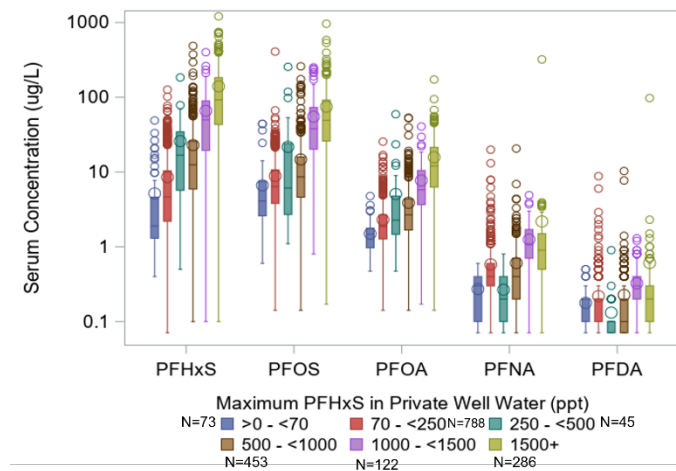 1000
100
10
1
0.1
Serum Concentration (ug/L)
PFHxS PFOS PFOA PFNA PFDA
Maximum PFHxS in Private Well Water (ppt)
N=73 >0 - <70 70 - <250 N=788 250 - <500 N=45
500 - <1000 1000 - <1500 1500+
N=453 N=122 N=286